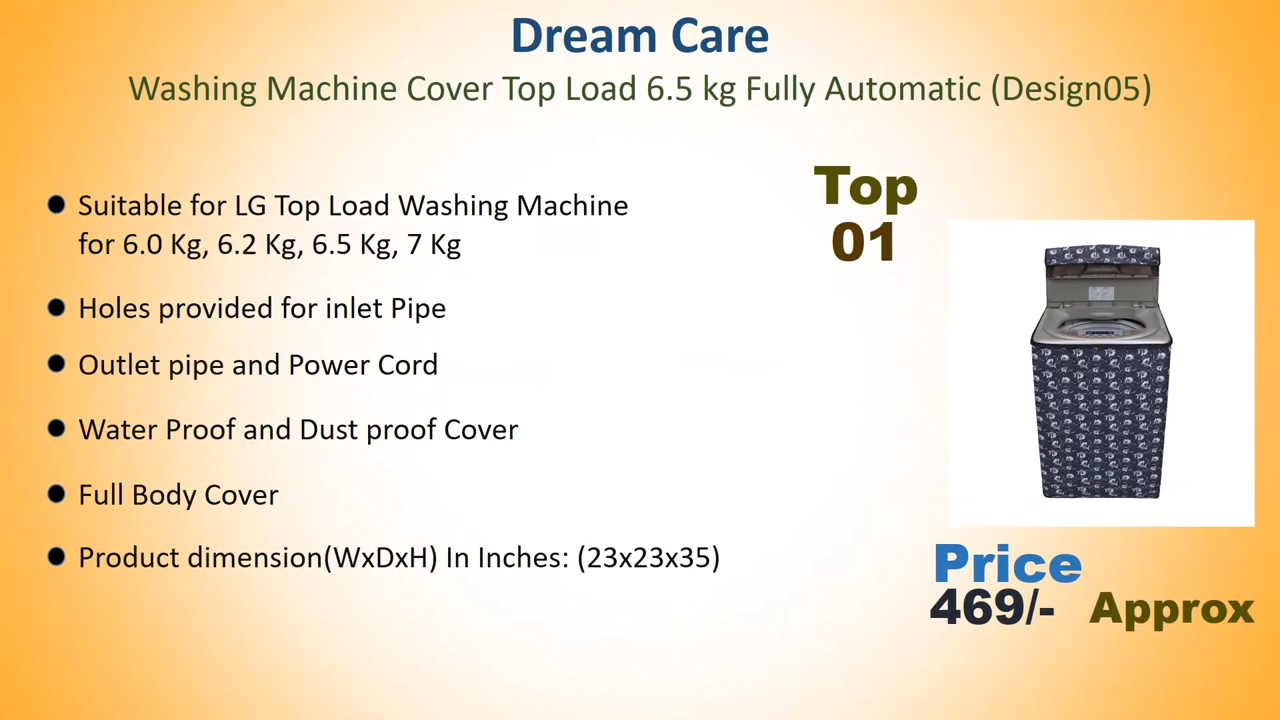 Dream Care
Washing Machine Cover Top Load 6.5 kg Fully Automatic (Design05)
Suitable for LG Top Load Washing Machine
for 6.0 Kg, 6.2 Kg, 6.5 Kg, 7 Kg
Holes provided for inlet Pipe
Outlet pipe and Power Cord
Water Proof and Dust proof Cover
Full Body Cover
Product dimension(WxDxH) In Inches: (23x23x35)
Top
01
Price
469/- Approx